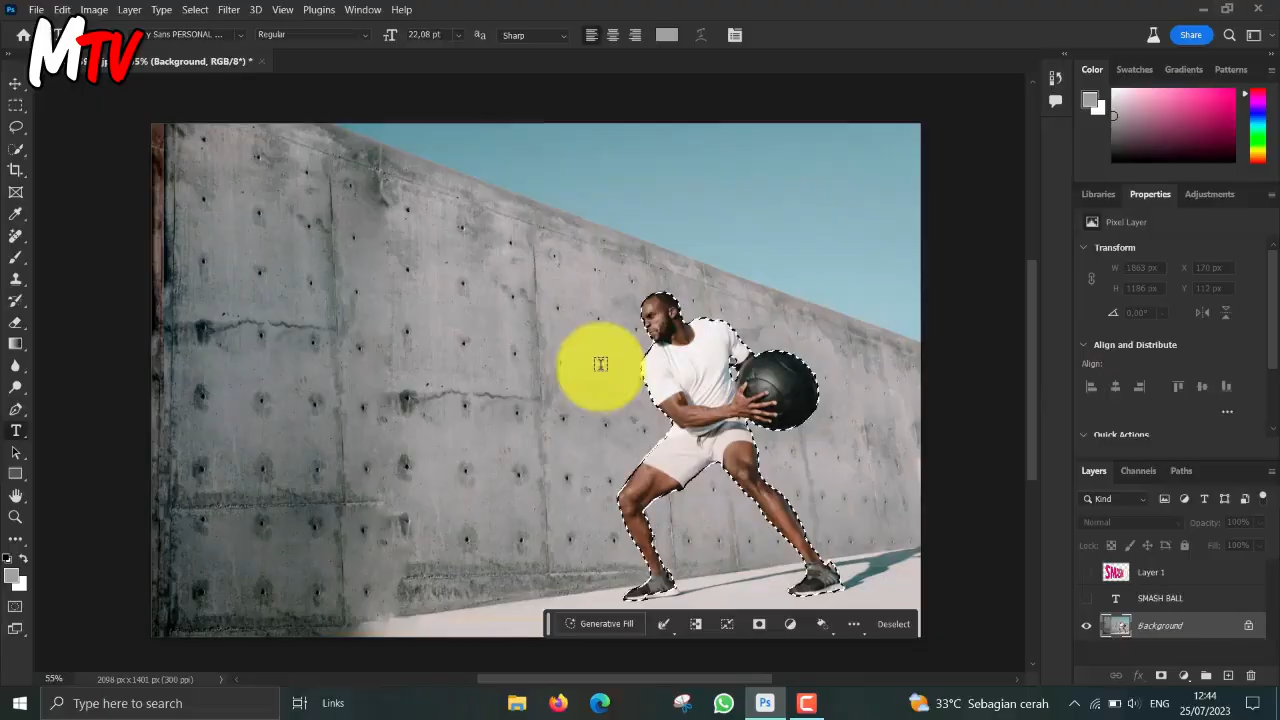 File Edit Image Layer Type Select Filter 3D View Plugins Window Help
MTV
y Sans PERSONAL ... Regular 22,08 pt Sharp Share
5% (Background, RGB/8*) *
Color Swatches Gradients Patterns
Libraries Properties Adjustments
Pixel Layer
Transform
W 1863 px X 170 px
H 1186 px Y 112 px
0,00°
Align and Distribute
Align:
Quick Actions
Layers Channels Paths
Kind
Normal Opacity: 100%
Lock: Fill: 100%
SMASH Layer 1
T SMASH BALL
Background
Generative Fill Deselect
55% 2098 px x 1401 px (300 ppi)
Type here to search Links 33°C Sebagian cerah ENG 12:44 25/07/2023